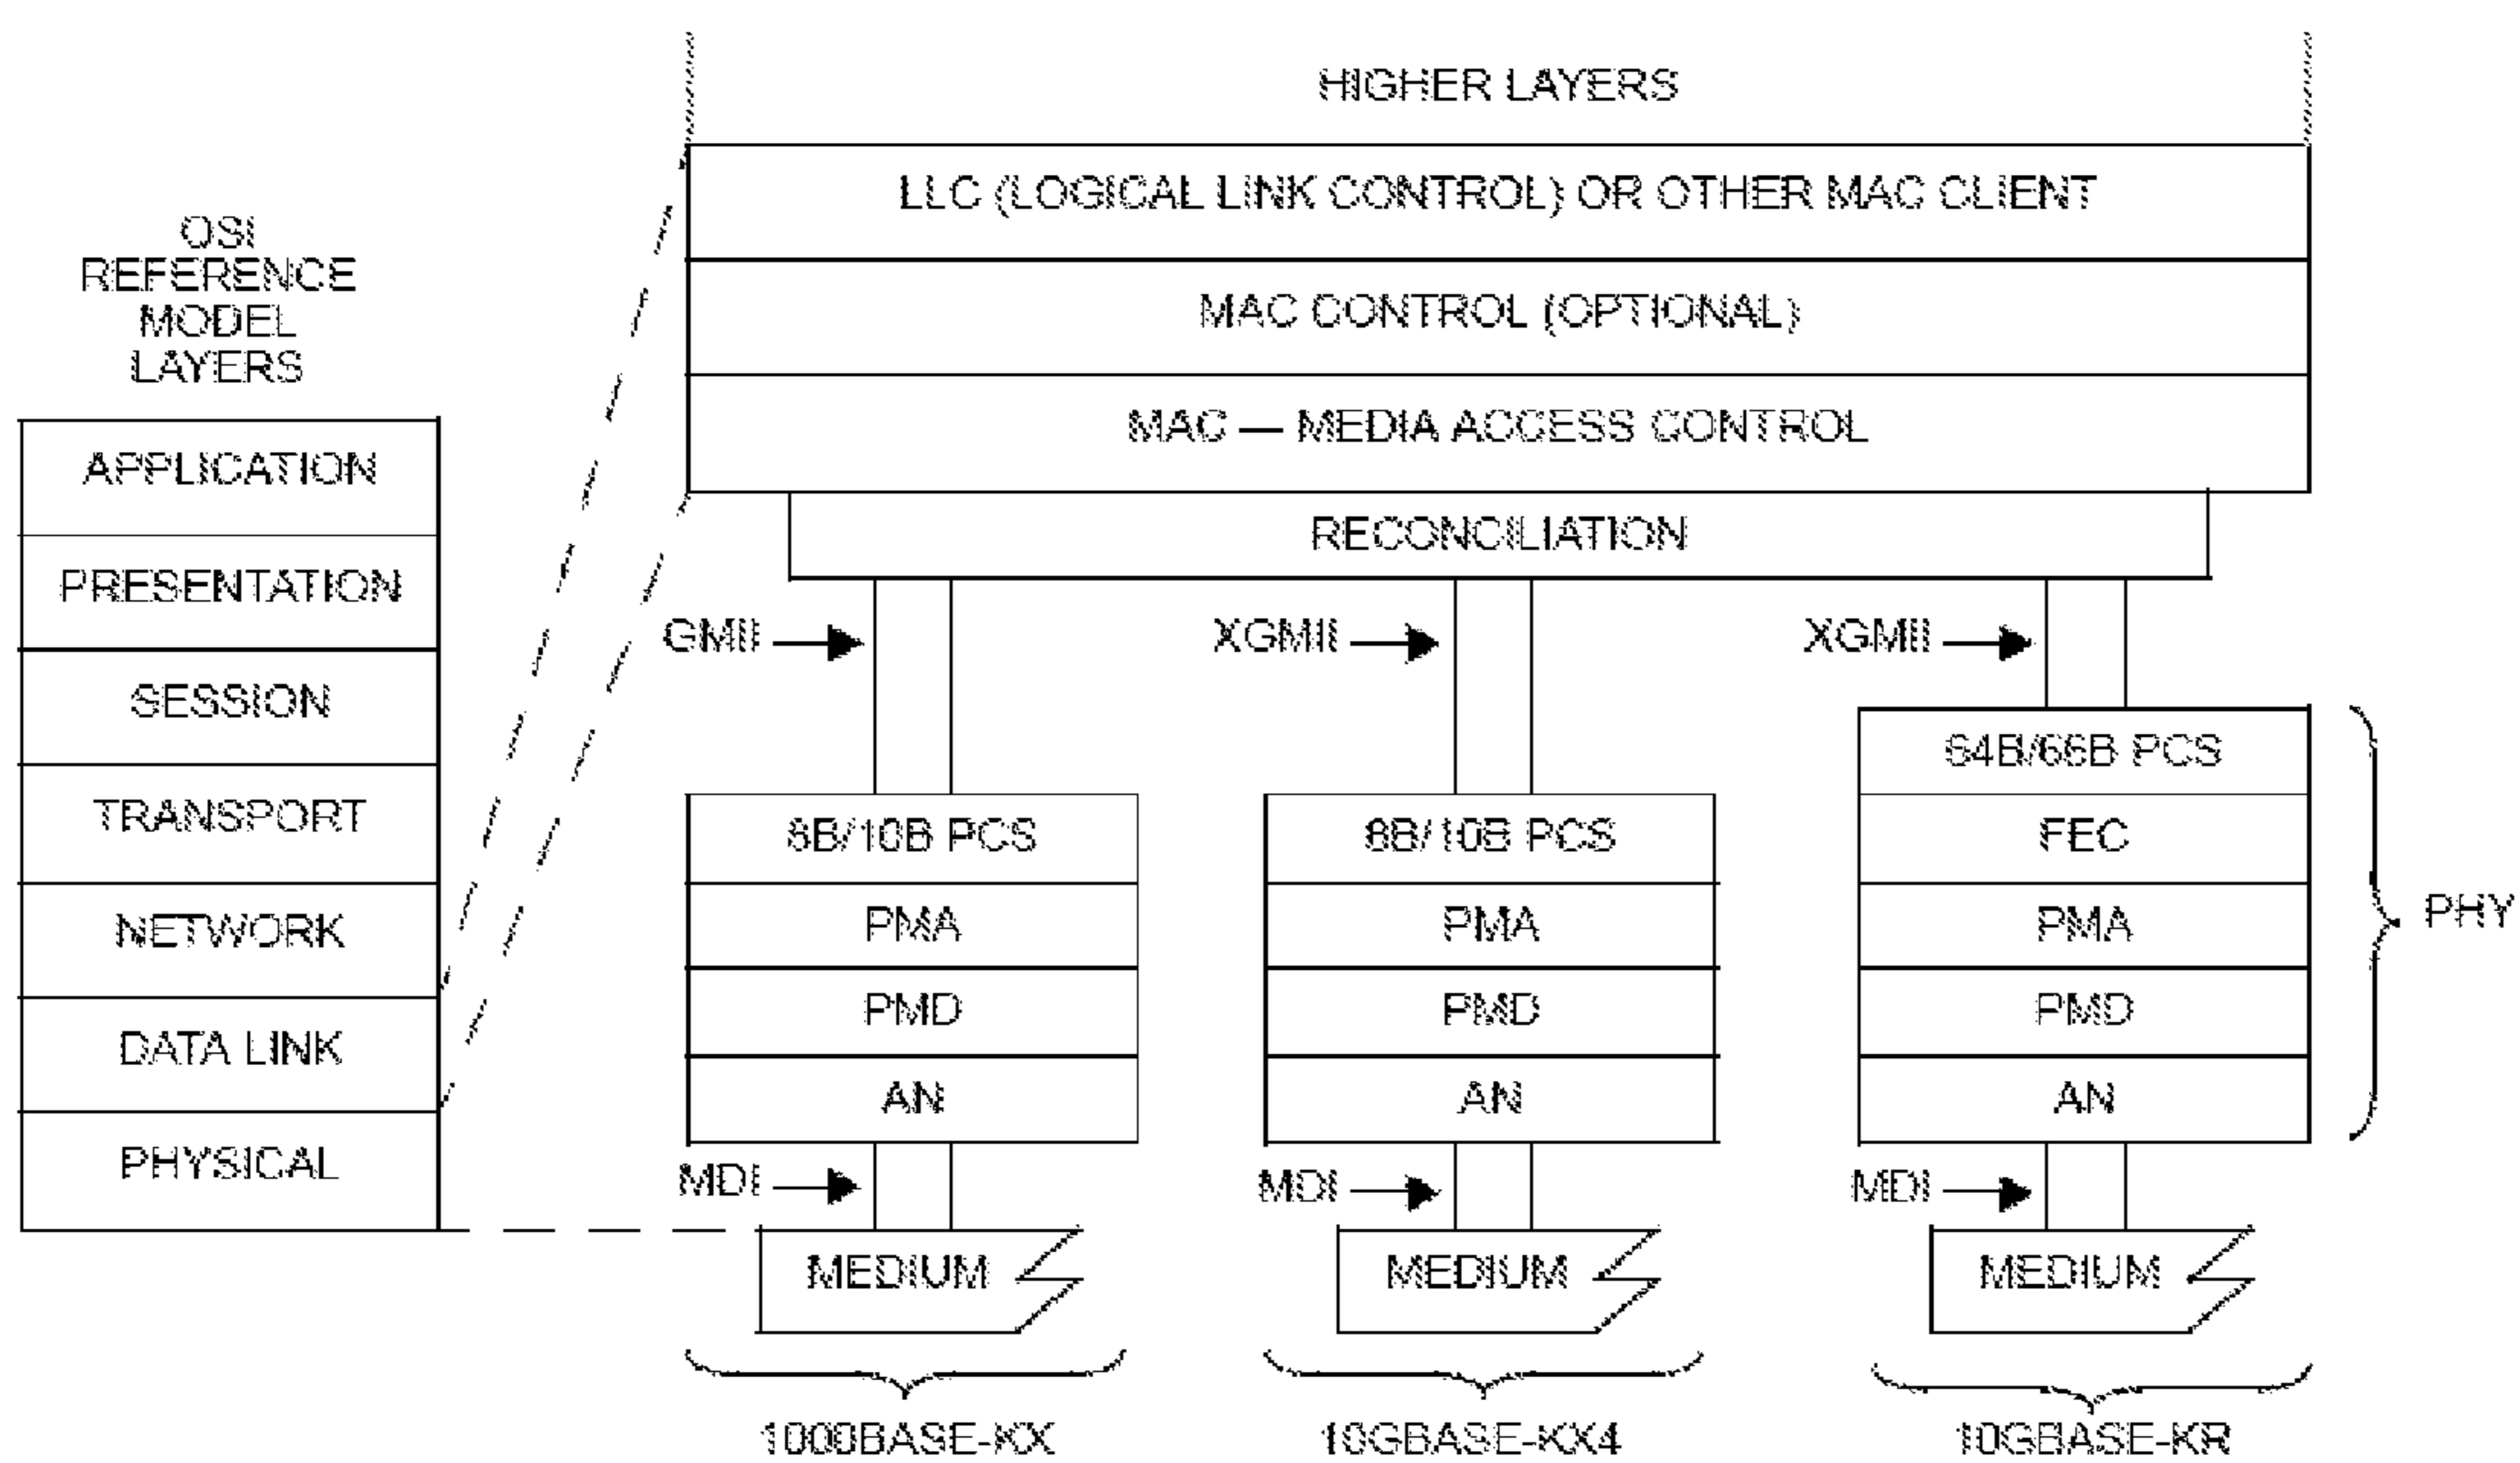 HIGHER LAYERS
LLC (LOGICAL LINK CONTROL) OR OTHER MAC CLIENT
MAC CONTROL (OPTIONAL)
MAC — MEDIA ACCESS CONTROL
RECONCILIATION
OSI
REFERENCE
MODEL
LAYERS
APPLICATION
PRESENTATION
SESSION
TRANSPORT
NETWORK
DATA LINK
PHYSICAL
GMII
8B/10B PCS
PMA
PMD
AN
MDI
MEDIUM
1000BASE-KX
XGMII
8B/10B PCS
PMA
PMD
AN
MDI
MEDIUM
10GBASE-KX4
XGMII
64B/66B PCS
FEC
PMA
PMD
AN
MDI
MEDIUM
10GBASE-KR
PHY